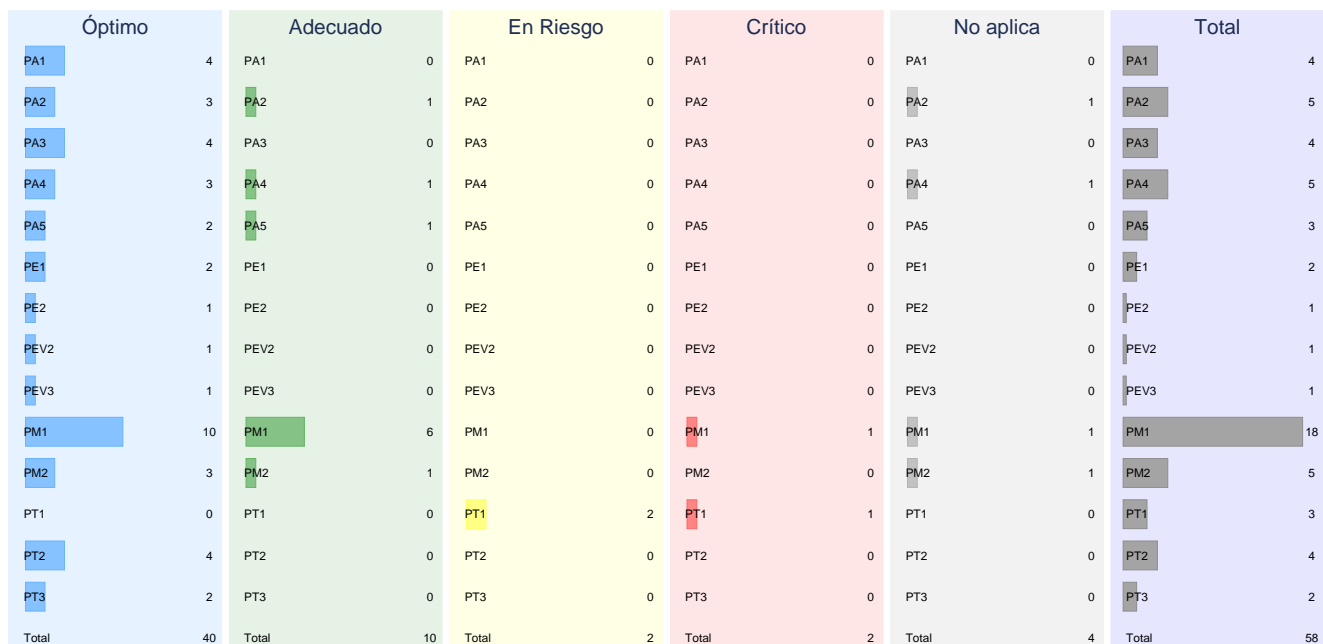 Óptimo Adecuado En Riesgo Crítico No aplica Total
PA1 4 PA1 0 PA1 0 PA1 0 PA1 0 PA1 4
PA2 3 PA2 1 PA2 0 PA2 0 PA2 1 PA2 5
PA3 4 PA3 0 PA3 0 PA3 0 PA3 0 PA3 4
PA4 3 PA4 1 PA4 0 PA4 0 PA4 1 PA4 5
PA5 2 PA5 1 PA5 0 PA5 0 PA5 0 PA5 3
PE1 2 PE1 0 PE1 0 PE1 0 PE1 0 PE1 2
PE2 1 PE2 0 PE2 0 PE2 0 PE2 0 PE2 1
PEV2 1 PEV2 0 PEV2 0 PEV2 0 PEV2 0 PEV2 1
PEV3 1 PEV3 0 PEV3 0 PEV3 0 PEV3 0 PEV3 1
PM1 10 PM1 6 PM1 0 PM1 1 PM1 1 PM1 18
PM2 3 PM2 1 PM2 0 PM2 0 PM2 1 PM2 5
PT1 0 PT1 0 PT1 2 PT1 1 PT1 0 PT1 3
PT2 4 PT2 0 PT2 0 PT2 0 PT2 0 PT2 4
PT3 2 PT3 0 PT3 0 PT3 0 PT3 0 PT3 2
Total 40 Total 10 Total 2 Total 2 Total 4 Total 58